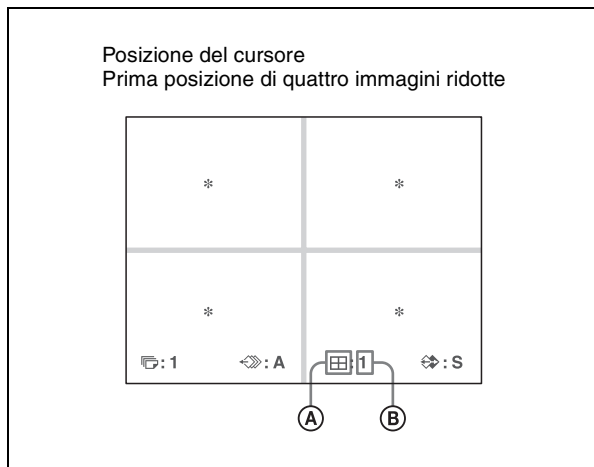 Posizione del cursore
Prima posizione di quattro immagini ridotte
* *
* *
: 1 : A : 1 : S
A B